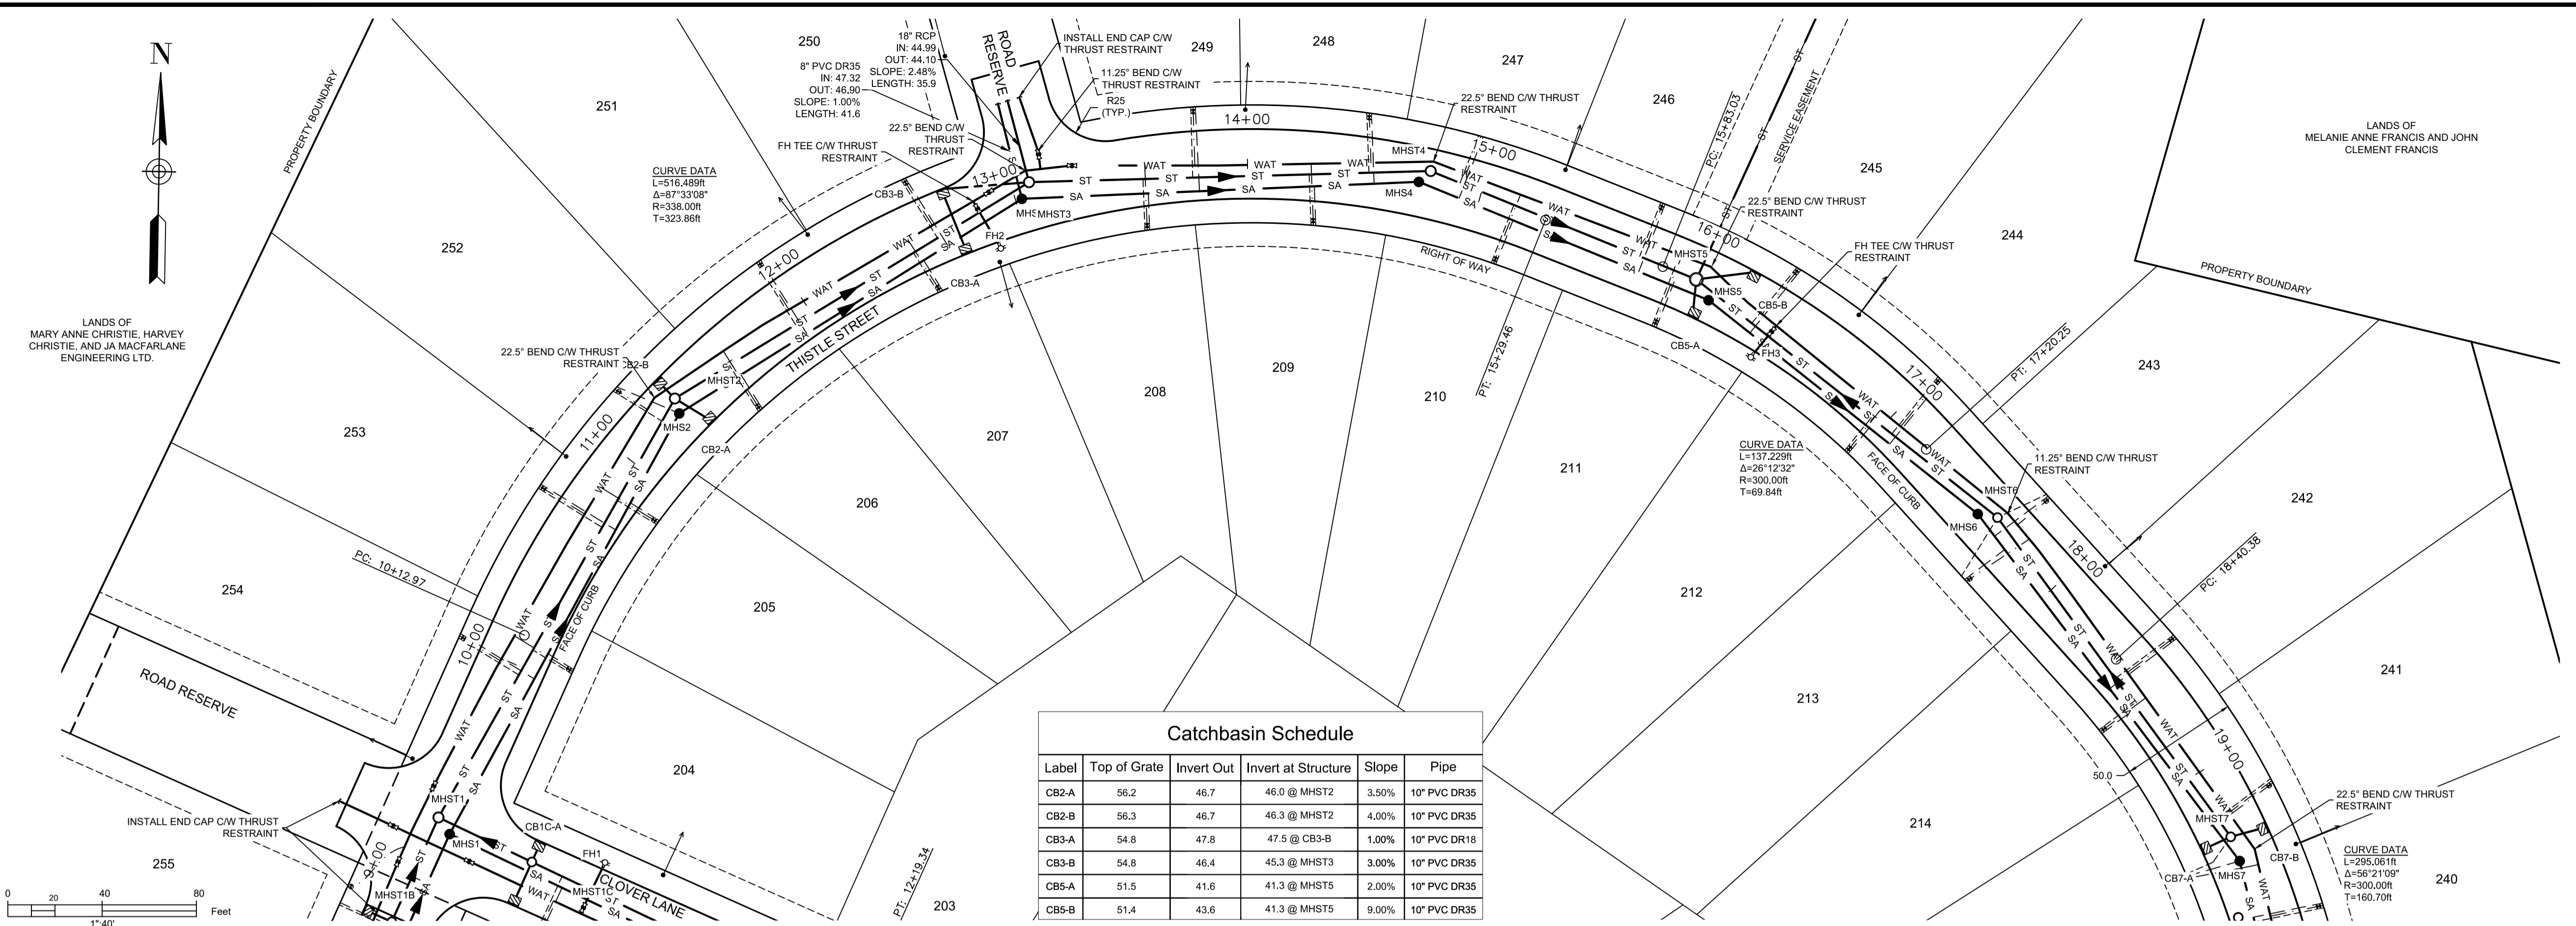 N
PROPERTY BOUNDARY
250
251
252
253
254
255
LANDS OF
MARY ANNE CHRISTIE, HARVEY
CHRISTIE, AND JA MACFARLANE
ENGINEERING LTD.
ROAD RESERVE
INSTALL END CAP C/W THRUST
RESTRAINT
0
20
40
80
Feet
1":40'
CURVE DATA
L=516.489ft
Δ=87°33'08"
R=338.00ft
T=323.86ft
18" RCP
IN: 44.99
OUT: 44.10
SLOPE: 2.48%
LENGTH: 35.9
8" PVC DR35
IN: 47.32
OUT: 46.90
SLOPE: 1.00%
LENGTH: 41.6
22.5° BEND C/W
THRUST
RESTRAINT
FH TEE C/W THRUST
RESTRAINT
ROAD
RESERVE
INSTALL END CAP C/W
THRUST RESTRAINT
11.25° BEND C/W
THRUST RESTRAINT
R25
(TYP.)
249
248
247
246
245
244
243
242
241
240
22.5° BEND C/W THRUST
RESTRAINT
PC: 15+83.03
SERVICE EASEMENT
22.5° BEND C/W THRUST
RESTRAINT
FH TEE C/W THRUST
RESTRAINT
LANDS OF
MELANIE ANNE FRANCIS AND JOHN
CLEMENT FRANCIS
PROPERTY BOUNDARY
PT: 17+20.25
11.25° BEND C/W THRUST
RESTRAINT
PC: 18+40.38
22.5° BEND C/W THRUST
RESTRAINT
CURVE DATA
L=295.061ft
Δ=56°21'09"
R=300.00ft
T=160.70ft
CURVE DATA
L=137.229ft
Δ=26°12'32"
R=300.00ft
T=69.84ft
22.5° BEND C/W THRUST
RESTRAINT
PC: 10+12.97
PT: 15+29.46
PT: 12+19.34
9+00
10+00
11+00
12+00
13+00
14+00
15+00
16+00
17+00
18+00
19+00
THISTLE STREET
CLOVER LANE
RIGHT OF WAY
FACE OF CURB
FACE OF CURB
50.0
MHST1
MHS1
MHST1B
MHST1C
CB1C-A
FH1
MHST2
MHS2
CB2-A
CB3-B
CB3-A
MHST3
FH2
MHST4
MHS4
MHST5
MHS5
CB5-B
CB5-A
FH3
MHST6
MHS6
MHST7
MHS7
CB7-A
CB7-B
WAT
ST
SA
203
204
205
206
207
208
209
210
211
212
213
214
Catchbasin Schedule
Label Top of Grate Invert Out Invert at Structure Slope Pipe
CB2-A 56.2 46.7 46.0 @ MHST2 3.50% 10" PVC DR35
CB2-B 56.3 46.7 46.3 @ MHST2 4.00% 10" PVC DR35
CB3-A 54.8 47.8 47.5 @ CB3-B 1.00% 10" PVC DR18
CB3-B 54.8 46.4 45.3 @ MHST3 3.00% 10" PVC DR35
CB5-A 51.5 41.6 41.3 @ MHST5 2.00% 10" PVC DR35
CB5-B 51.4 43.6 41.3 @ MHST5 9.00% 10" PVC DR35